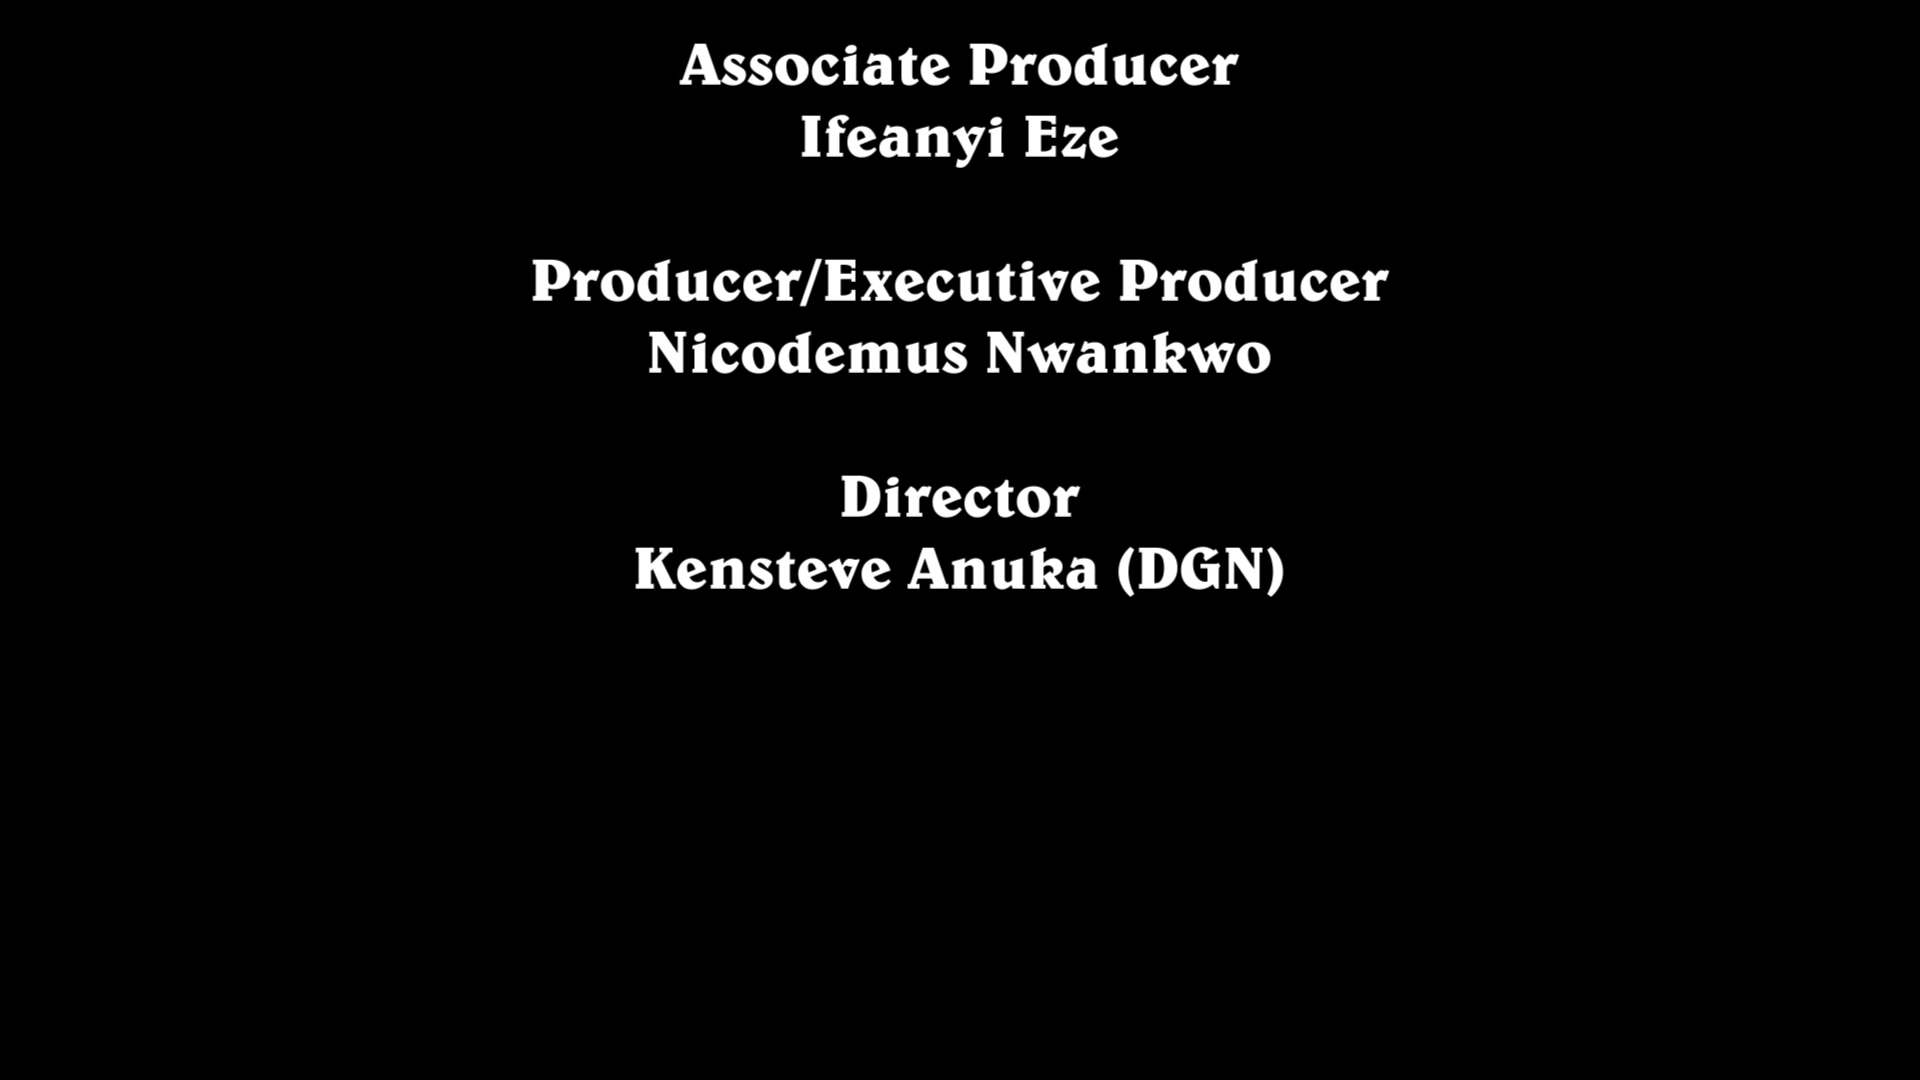 Associate Producer
Ifeanyi Eze
Producer/Executive Producer
Nicodemus Nwankwo
Director
Kensteve Anuka (DGN)